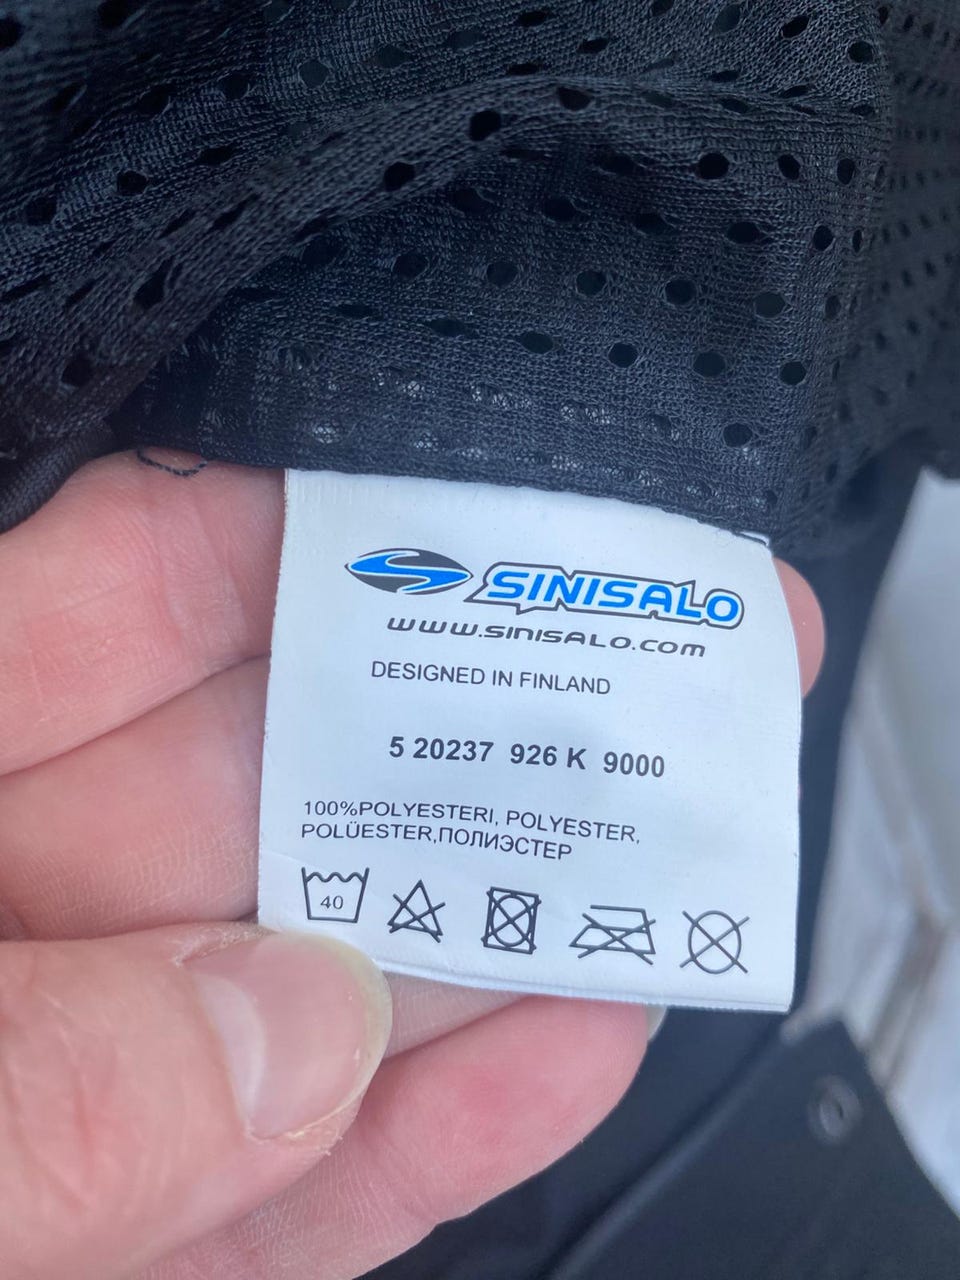 SINISALO
www.sinisalo.com
DESIGNED IN FINLAND
5 20237 926 K 9000
100%POLYESTERI, POLYESTER,
POLÜESTER,ПОЛИЭСТЕР
40